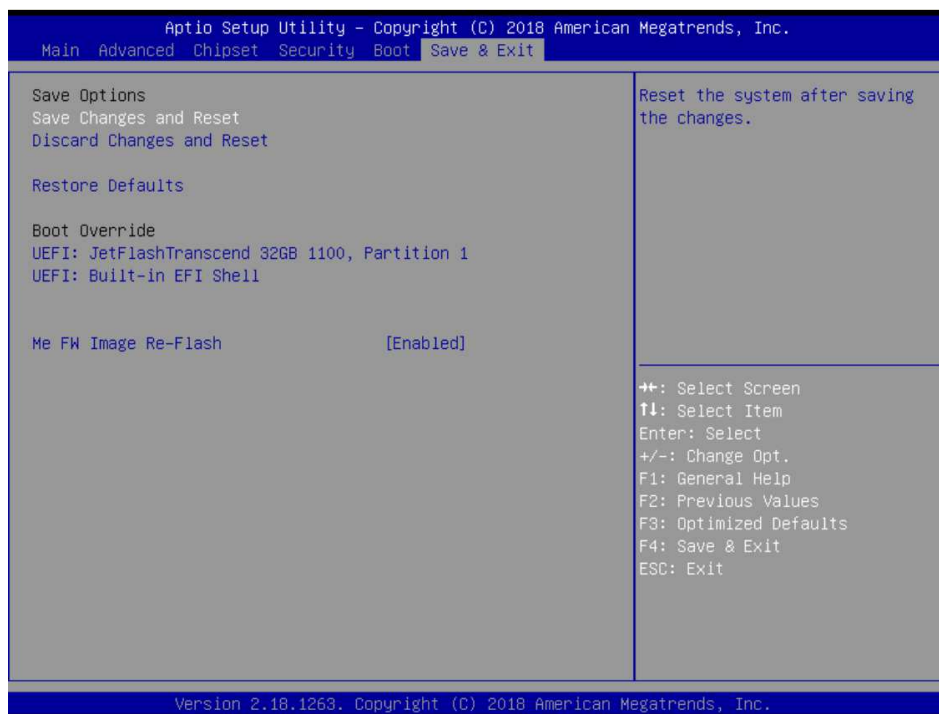 Aptio Setup Utility – Copyright (C) 2018 American Megatrends, Inc.
Main Advanced Chipset Security Boot Save & Exit
Save Options
Save Changes and Reset
Discard Changes and Reset
Restore Defaults
Boot Override
UEFI: JetFlashTranscend 32GB 1100, Partition 1
UEFI: Built-in EFI Shell
Me FW Image Re-Flash [Enabled]
Reset the system after saving
the changes.
→←: Select Screen
↑↓: Select Item
Enter: Select
+/-: Change Opt.
F1: General Help
F2: Previous Values
F3: Optimized Defaults
F4: Save & Exit
ESC: Exit
Version 2.18.1263. Copyright (C) 2018 American Megatrends, Inc.